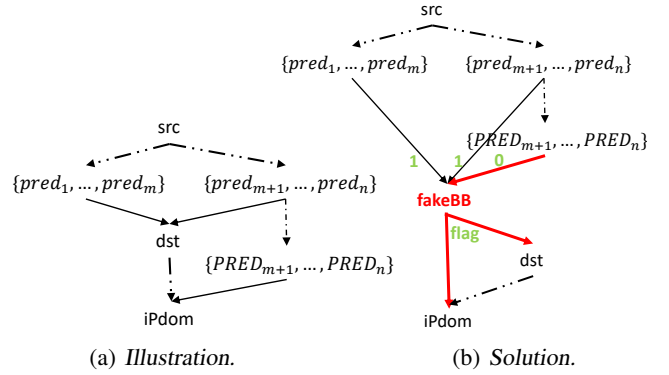 src
{pred₁, ..., predₘ}
{predₘ₊₁, ..., predₙ}
dst
{PREDₘ₊₁, ..., PREDₙ}
iPdom
(a) Illustration.
src
{pred₁, ..., predₘ}
{predₘ₊₁, ..., predₙ}
{PREDₘ₊₁, ..., PREDₙ}
1 1 0
fakeBB
flag
dst
iPdom
(b) Solution.